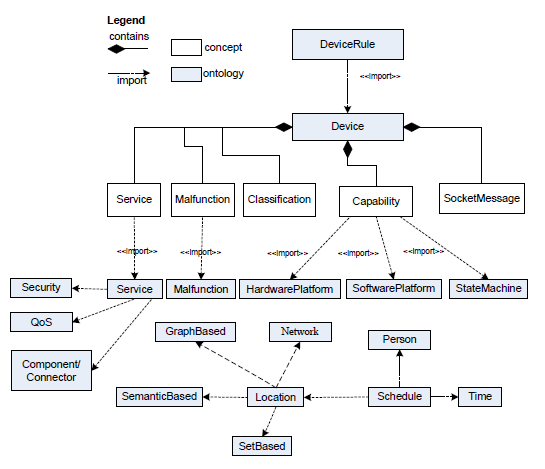 Legend
contains
concept
import
ontology
DeviceRule
<<import>>
Device
Service
Malfunction
Classification
Capability
SocketMessage
<<import>>
<<import>>
<<import>>
<<import>>
<<import>>
Security
Service
Malfunction
HardwarePlatform
SoftwarePlatform
StateMachine
QoS
GraphBased
Network
Person
Component/
Connector
SemanticBased
Location
Schedule
Time
SetBased